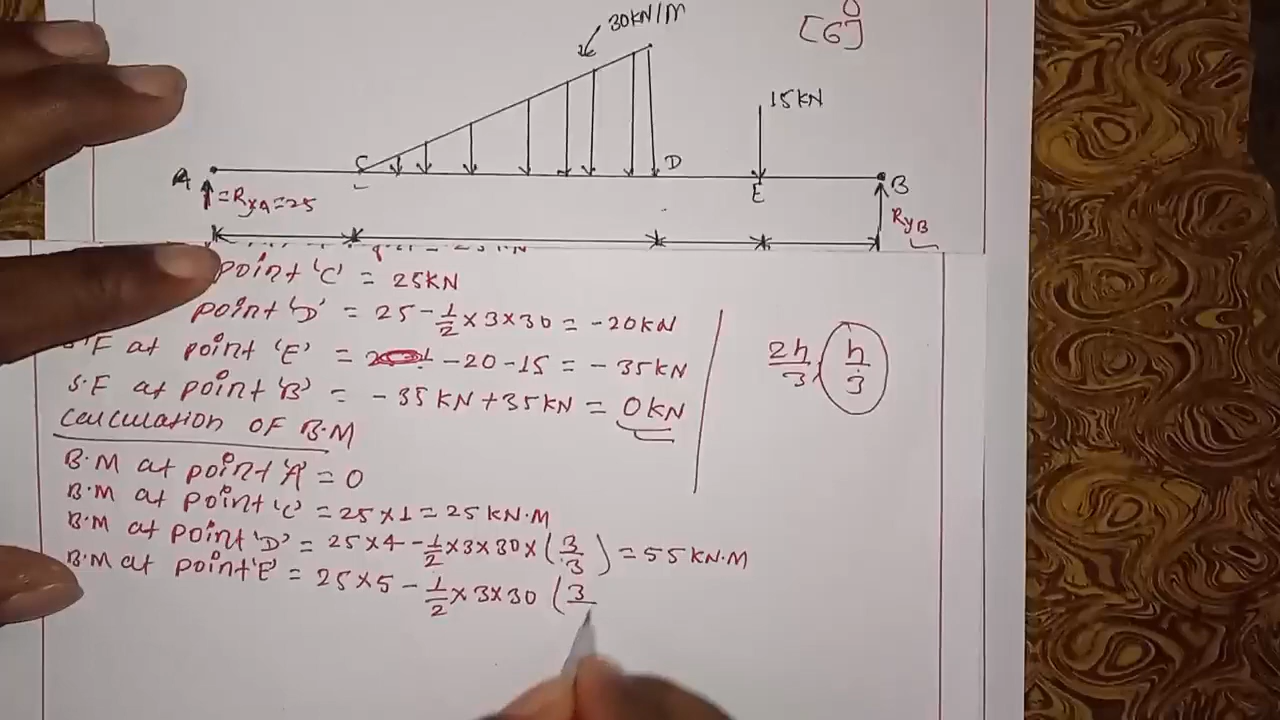 [6]
30KN/M
15KN
A
C
D
E
B
=RyA=25
RyB
point 'C' = 25KN
point 'D' = 25-1/2×3×30 = -20KN
at point 'E' = -20-15 = -35KN
S.F at point 'B' = -35KN+35KN = 0KN
2h/3, h/3
Calculation OF B.M
B.M at point 'A' = 0
B.M at point 'C' = 25×1 = 25KN.M
B.M at point 'D' = 25×4-1/2×3×30×(3/3) = 55KN.M
B.M at point 'E' = 25×5-1/2×3×30 (3